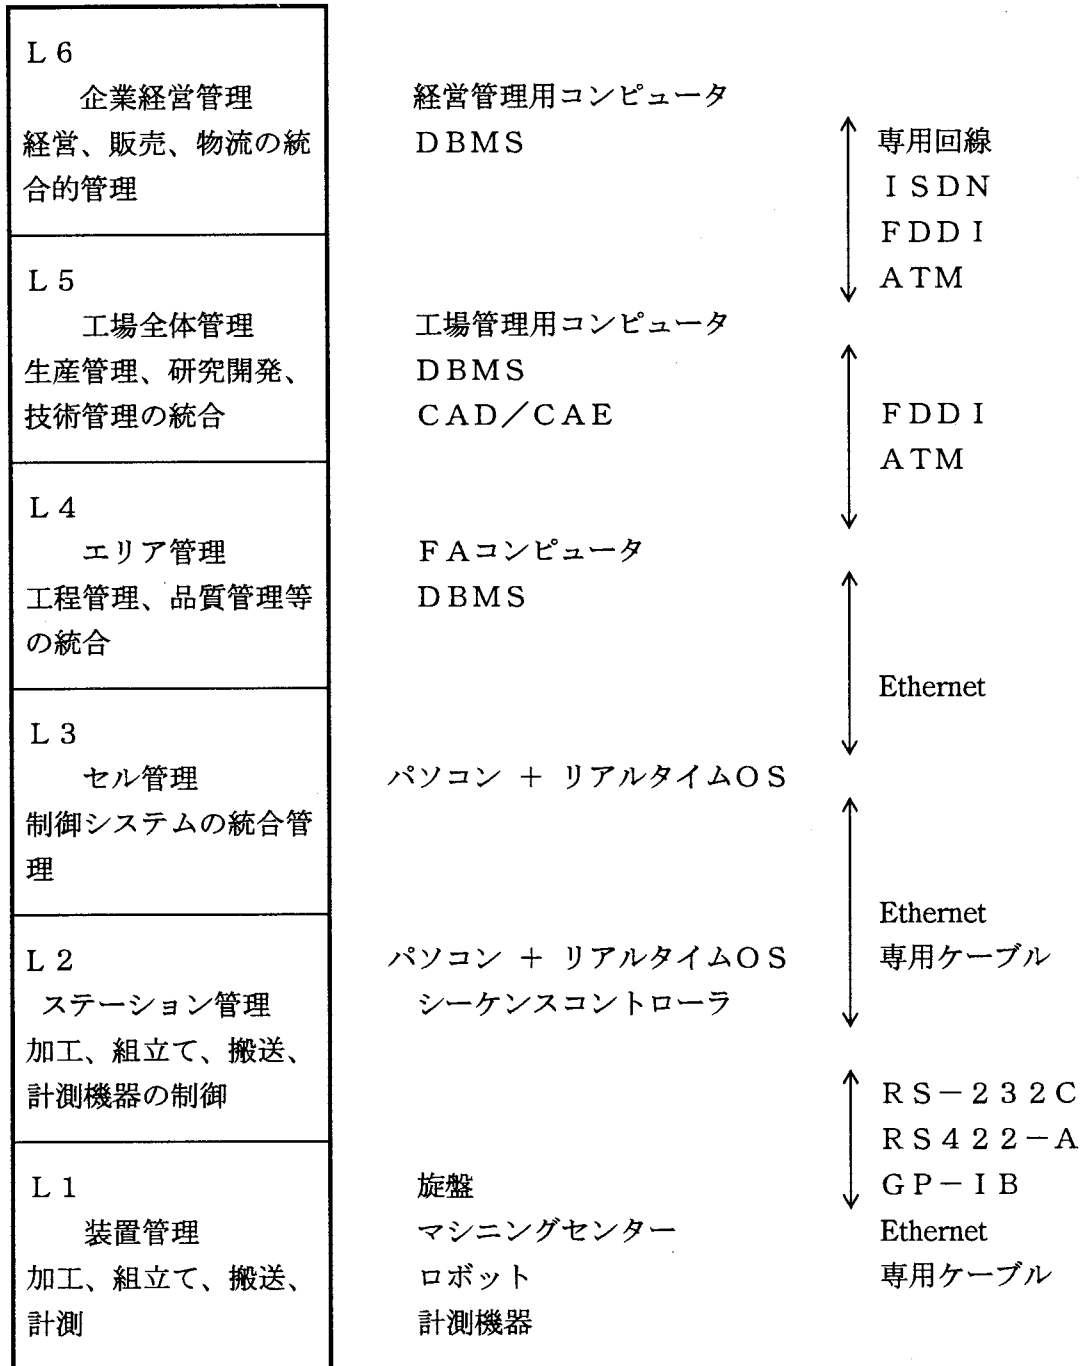 L6
企業経営管理
経営、販売、物流の統
合的管理
経営管理用コンピュータ
DBMS
専用回線
ISDN
FDDI
ATM
L5
工場全体管理
生産管理、研究開発、
技術管理の統合
工場管理用コンピュータ
DBMS
CAD/CAE
FDDI
ATM
L4
エリア管理
工程管理、品質管理等
の統合
FAコンピュータ
DBMS
Ethernet
L3
セル管理
制御システムの統合管
理
パソコン + リアルタイムOS
Ethernet
専用ケーブル
L2
ステーション管理
加工、組立て、搬送、
計測機器の制御
パソコン + リアルタイムOS
シーケンスコントローラ
RS-232C
RS422-A
GP-IB
Ethernet
専用ケーブル
L1
装置管理
加工、組立て、搬送、
計測
旋盤
マシニングセンター
ロボット
計測機器